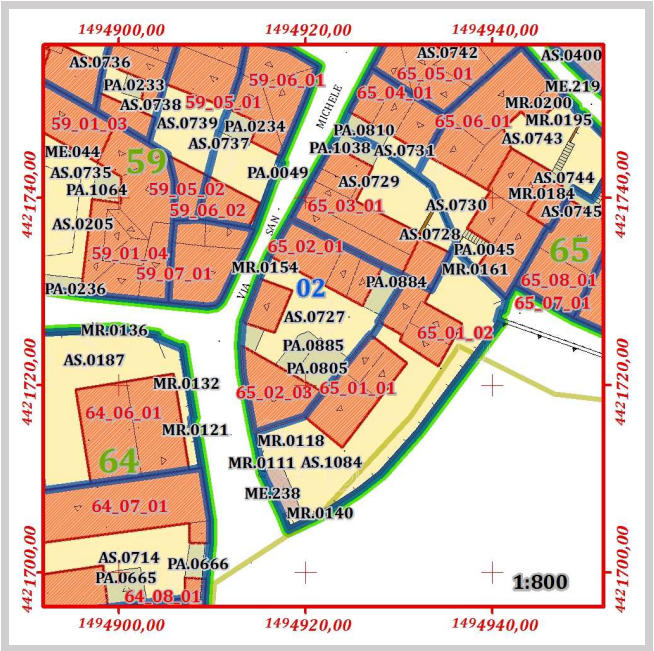 1494900,00 1494920,00 1494940,00
AS.0736 AS.0742 AS.0400
PA.0233 59_06_01 65_05_01 ME.219
AS.0738 59_05_01 65_04_01 MR.0200
59_01_03 AS.0739 PA.0234 MICHELE PA.0810 65_06_01 MR.0195
AS.0737 PA.1038 AS.0731 AS.0743
ME.044 59
AS.0735 PA.0049 AS.0744
PA.1064 59_05_02 AS.0729 MR.0184
4421740,00 4421740,00
59_06_02 65_03_01 AS.0730 AS.0745
AS.0205 SAN AS.0728
59_01_04 65_02_01 PA.0045 65
59_07_01 MR.0154 MR.0161
PA.0236 VIA 02 PA.0884 65_08_01
65_07_01
AS.0727
MR.0136 65_01_02
PA.0885
AS.0187 PA.0805
4421720,00 4421720,00
MR.0132 65_02_03 65_01_01
64_06_01
MR.0121 MR.0118
64 MR.0111 AS.1084
ME.238
64_07_01 MR.0140
4421700,00 4421700,00
AS.0714 PA.0666
PA.0665 1:800
64_08_01
1494900,00 1494920,00 1494940,00